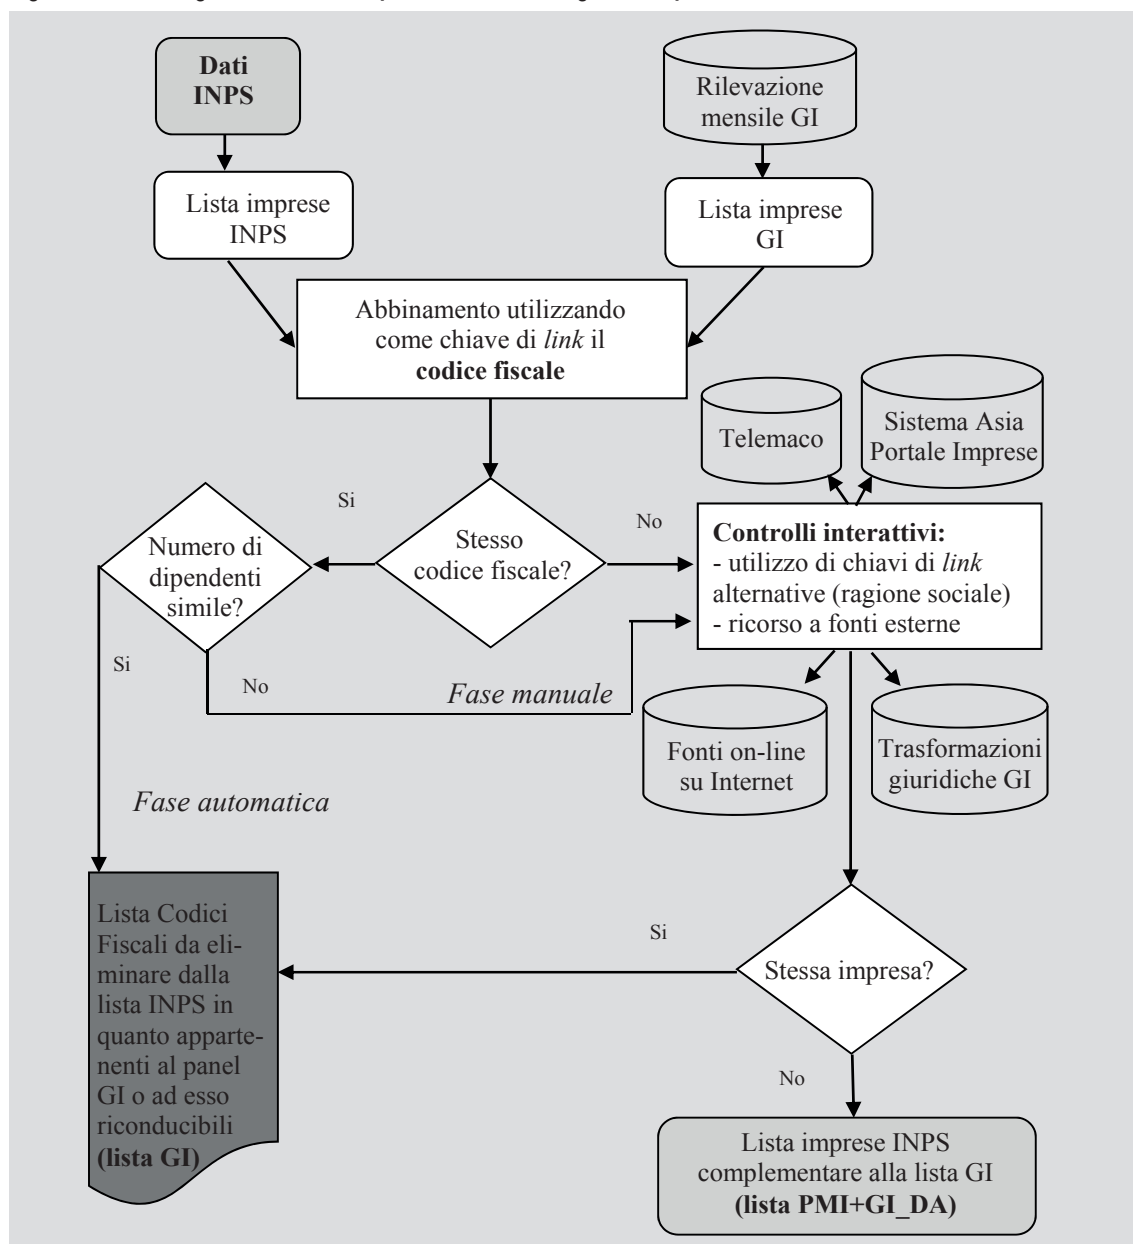 Dati
INPS
Rilevazione
mensile GI
Lista imprese
INPS
Lista imprese
GI
Abbinamento utilizzando
come chiave di link il
codice fiscale
Telemaco
Sistema Asia
Portale Imprese
Si
No
Numero di
dipendenti
simile?
Stesso
codice fiscale?
Controlli interattivi:
- utilizzo di chiavi di link
alternative (ragione sociale)
- ricorso a fonti esterne
Si
No
Fase manuale
Fonti on-line
su Internet
Trasformazioni
giuridiche GI
Fase automatica
Lista Codici
Fiscali da eli-
minare dalla
lista INPS in
quanto apparte-
nenti al panel
GI o ad esso
riconducibili
(lista GI)
Si
Stessa impresa?
No
Lista imprese INPS
complementare alla lista GI
(lista PMI+GI_DA)